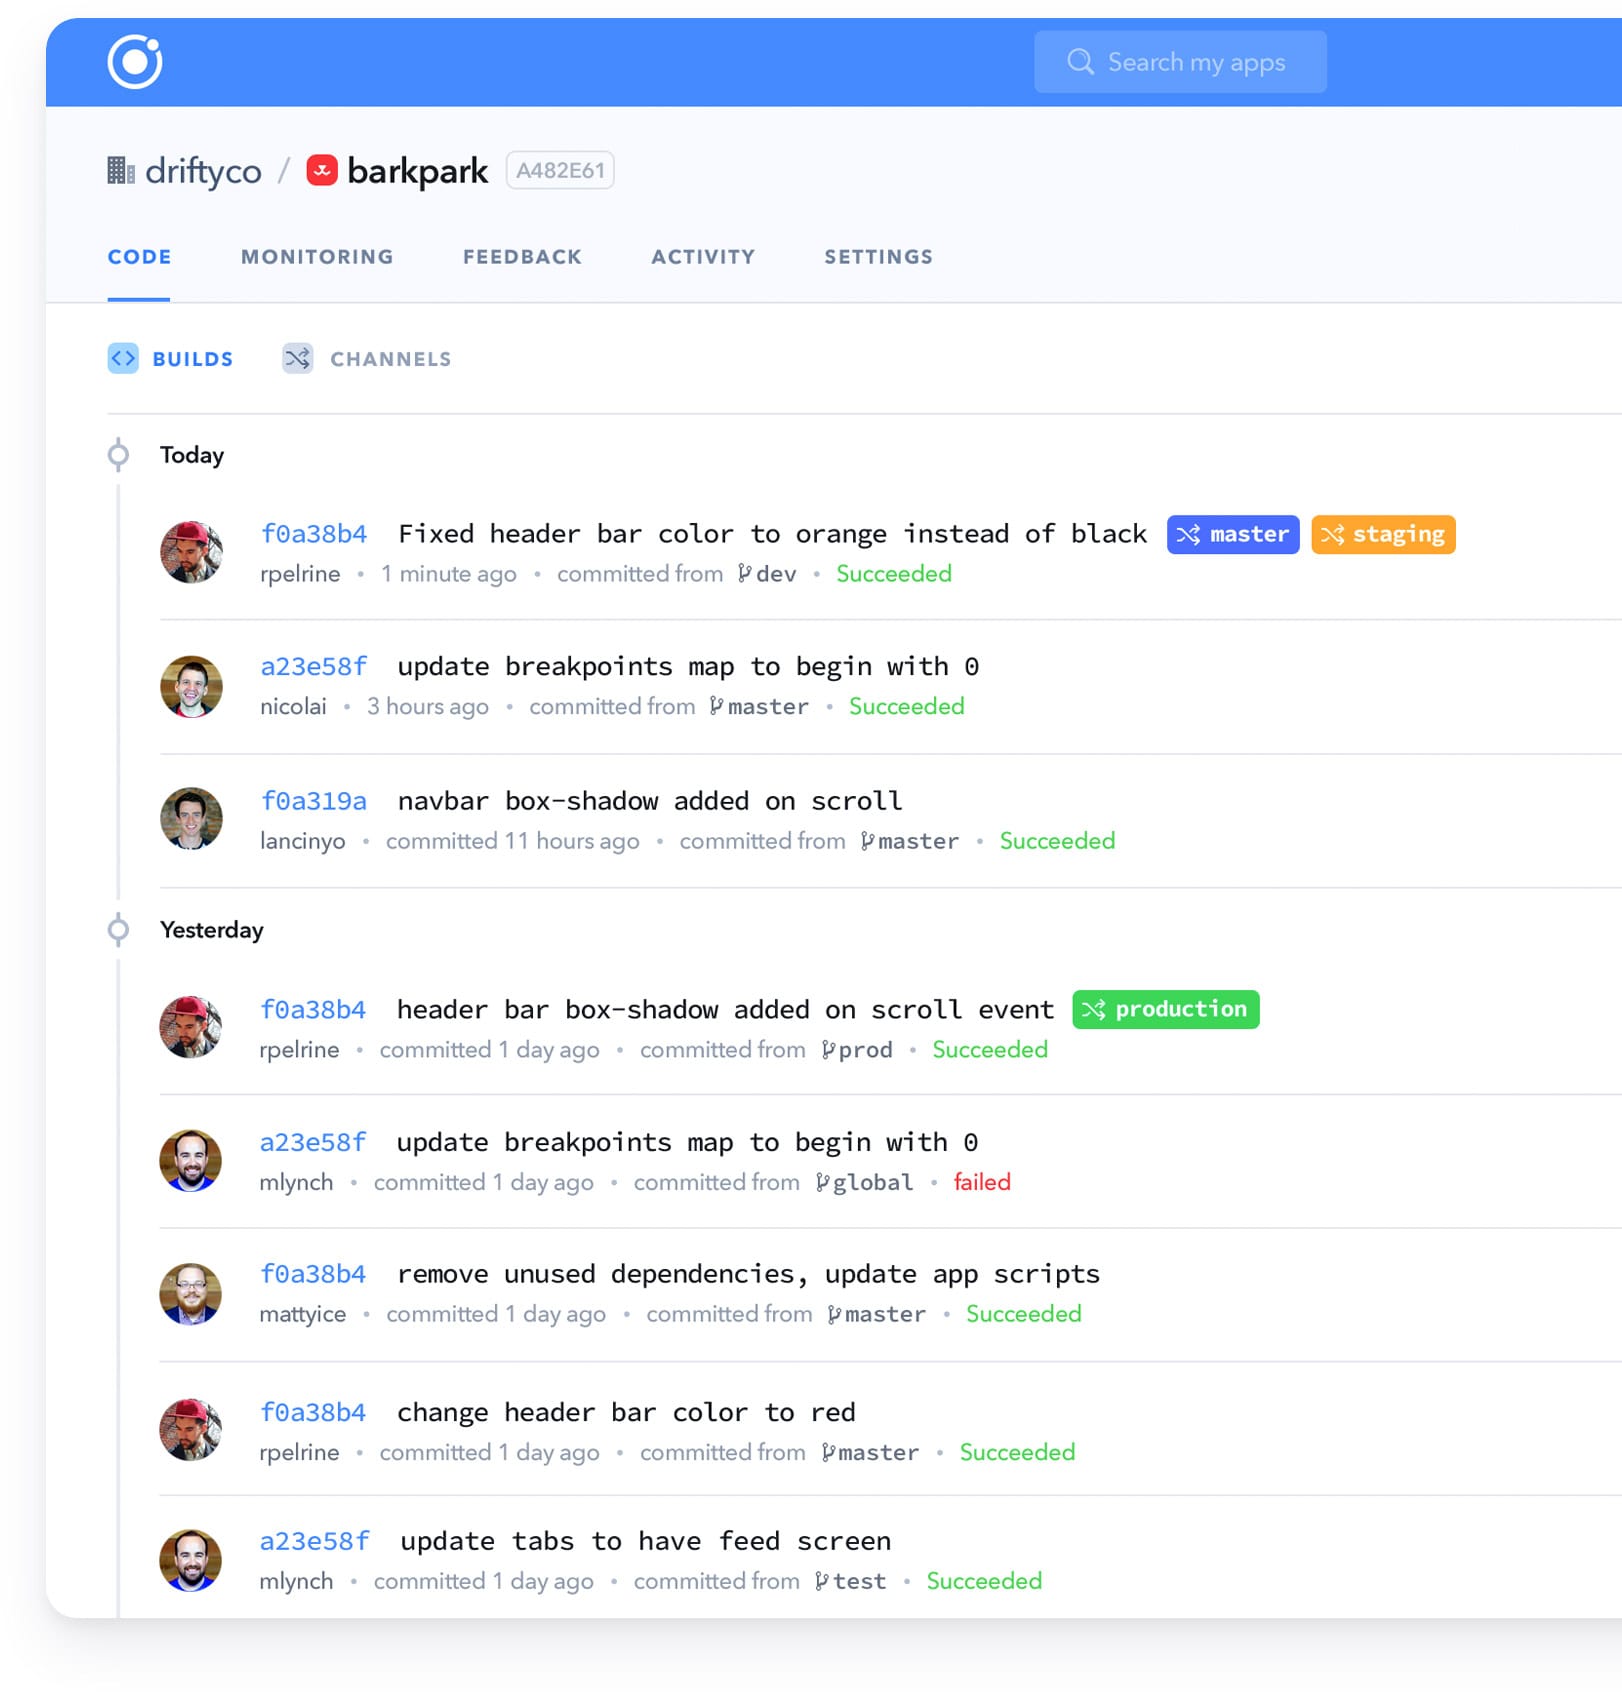 Search my apps
driftyco / barkpark A482E61
CODE MONITORING FEEDBACK ACTIVITY SETTINGS
BUILDS CHANNELS
Today
f0a38b4 Fixed header bar color to orange instead of black master staging
rpelrine • 1 minute ago • committed from dev • Succeeded
a23e58f update breakpoints map to begin with 0
nicolai • 3 hours ago • committed from master • Succeeded
f0a319a navbar box-shadow added on scroll
lancinyo • committed 11 hours ago • committed from master • Succeeded
Yesterday
f0a38b4 header bar box-shadow added on scroll event production
rpelrine • committed 1 day ago • committed from prod • Succeeded
a23e58f update breakpoints map to begin with 0
mlynch • committed 1 day ago • committed from global • failed
f0a38b4 remove unused dependencies, update app scripts
mattyice • committed 1 day ago • committed from master • Succeeded
f0a38b4 change header bar color to red
rpelrine • committed 1 day ago • committed from master • Succeeded
a23e58f update tabs to have feed screen
mlynch • committed 1 day ago • committed from test • Succeeded